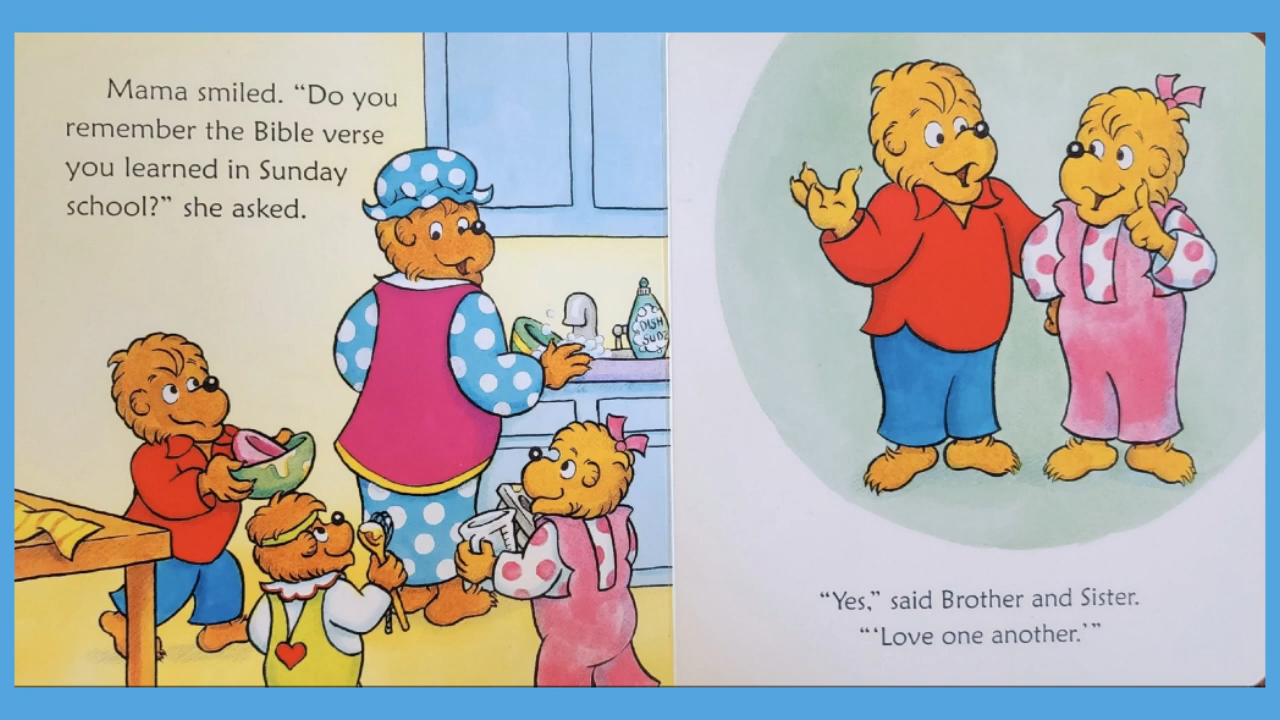 Mama smiled. “Do you
remember the Bible verse
you learned in Sunday
school?” she asked.
DISH
SUDZ
“Yes,” said Brother and Sister.
“‘Love one another.’”